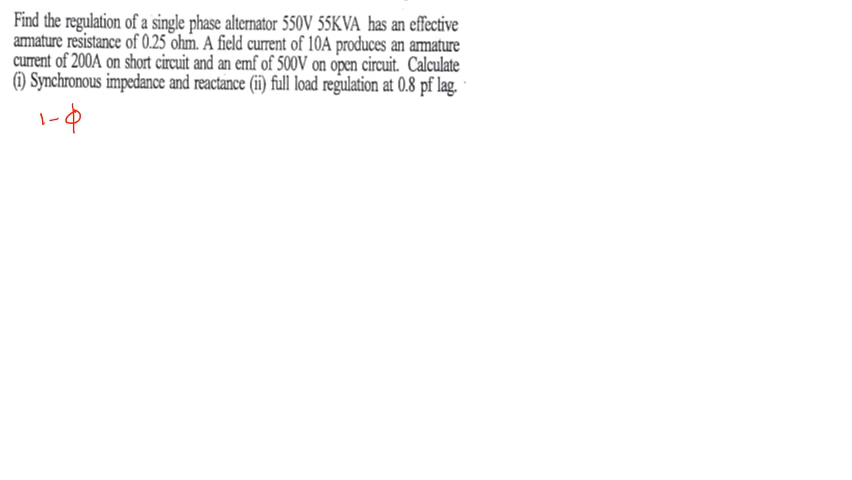 Find the regulation of a single phase alternator 550V 55KVA has an effective
armature resistance of 0.25 ohm. A field current of 10A produces an armature
current of 200A on short circuit and an emf of 500V on open circuit. Calculate
(i) Synchronous impedance and reactance (ii) full load regulation at 0.8 pf lag.
1-ϕ